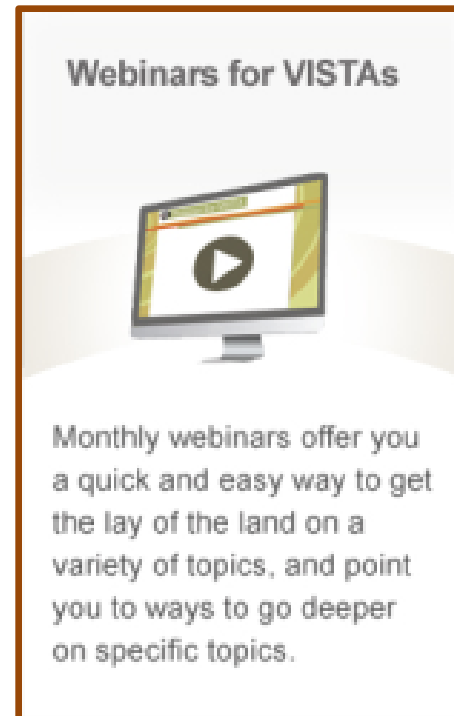 Webinars for VISTAs
Monthly webinars offer you
a quick and easy way to get
the lay of the land on a
variety of topics, and point
you to ways to go deeper
on specific topics.